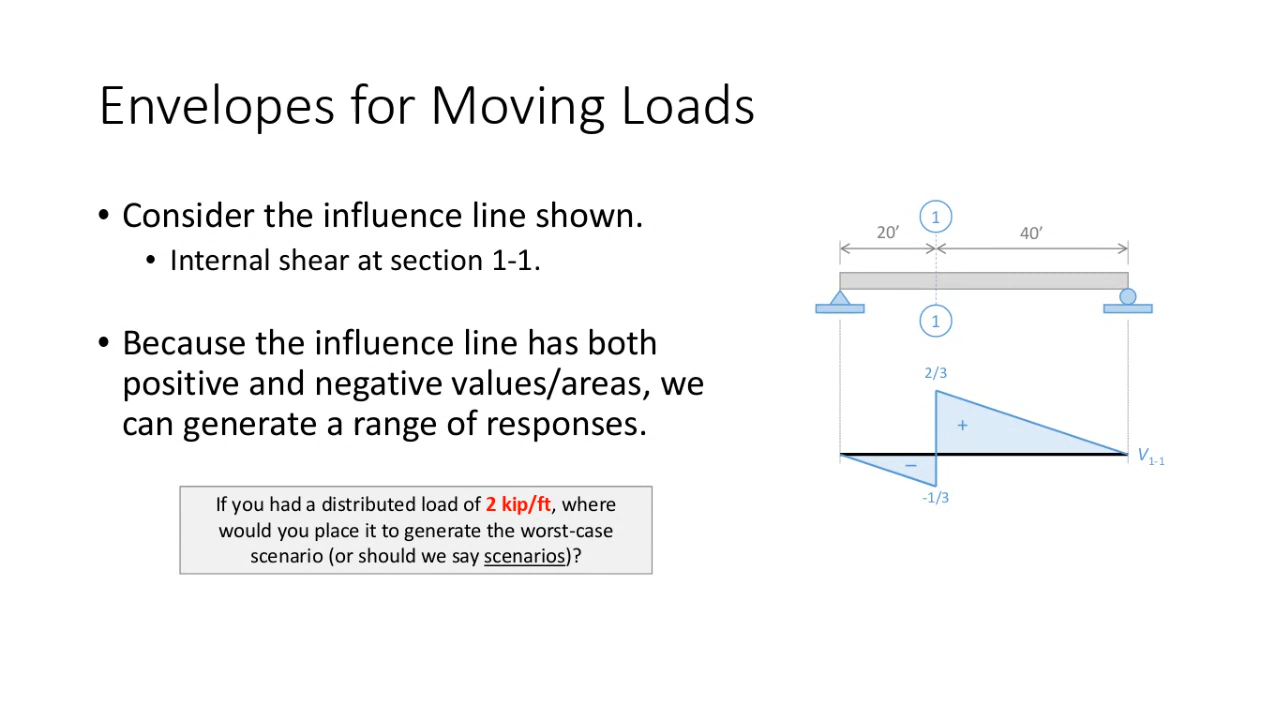 Envelopes for Moving Loads
• Consider the influence line shown.
• Internal shear at section 1-1.
• Because the influence line has both
positive and negative values/areas, we
can generate a range of responses.
If you had a distributed load of 2 kip/ft, where
would you place it to generate the worst-case
scenario (or should we say scenarios)?
1
20′
40′
1
2/3
+
−
V1-1
-1/3